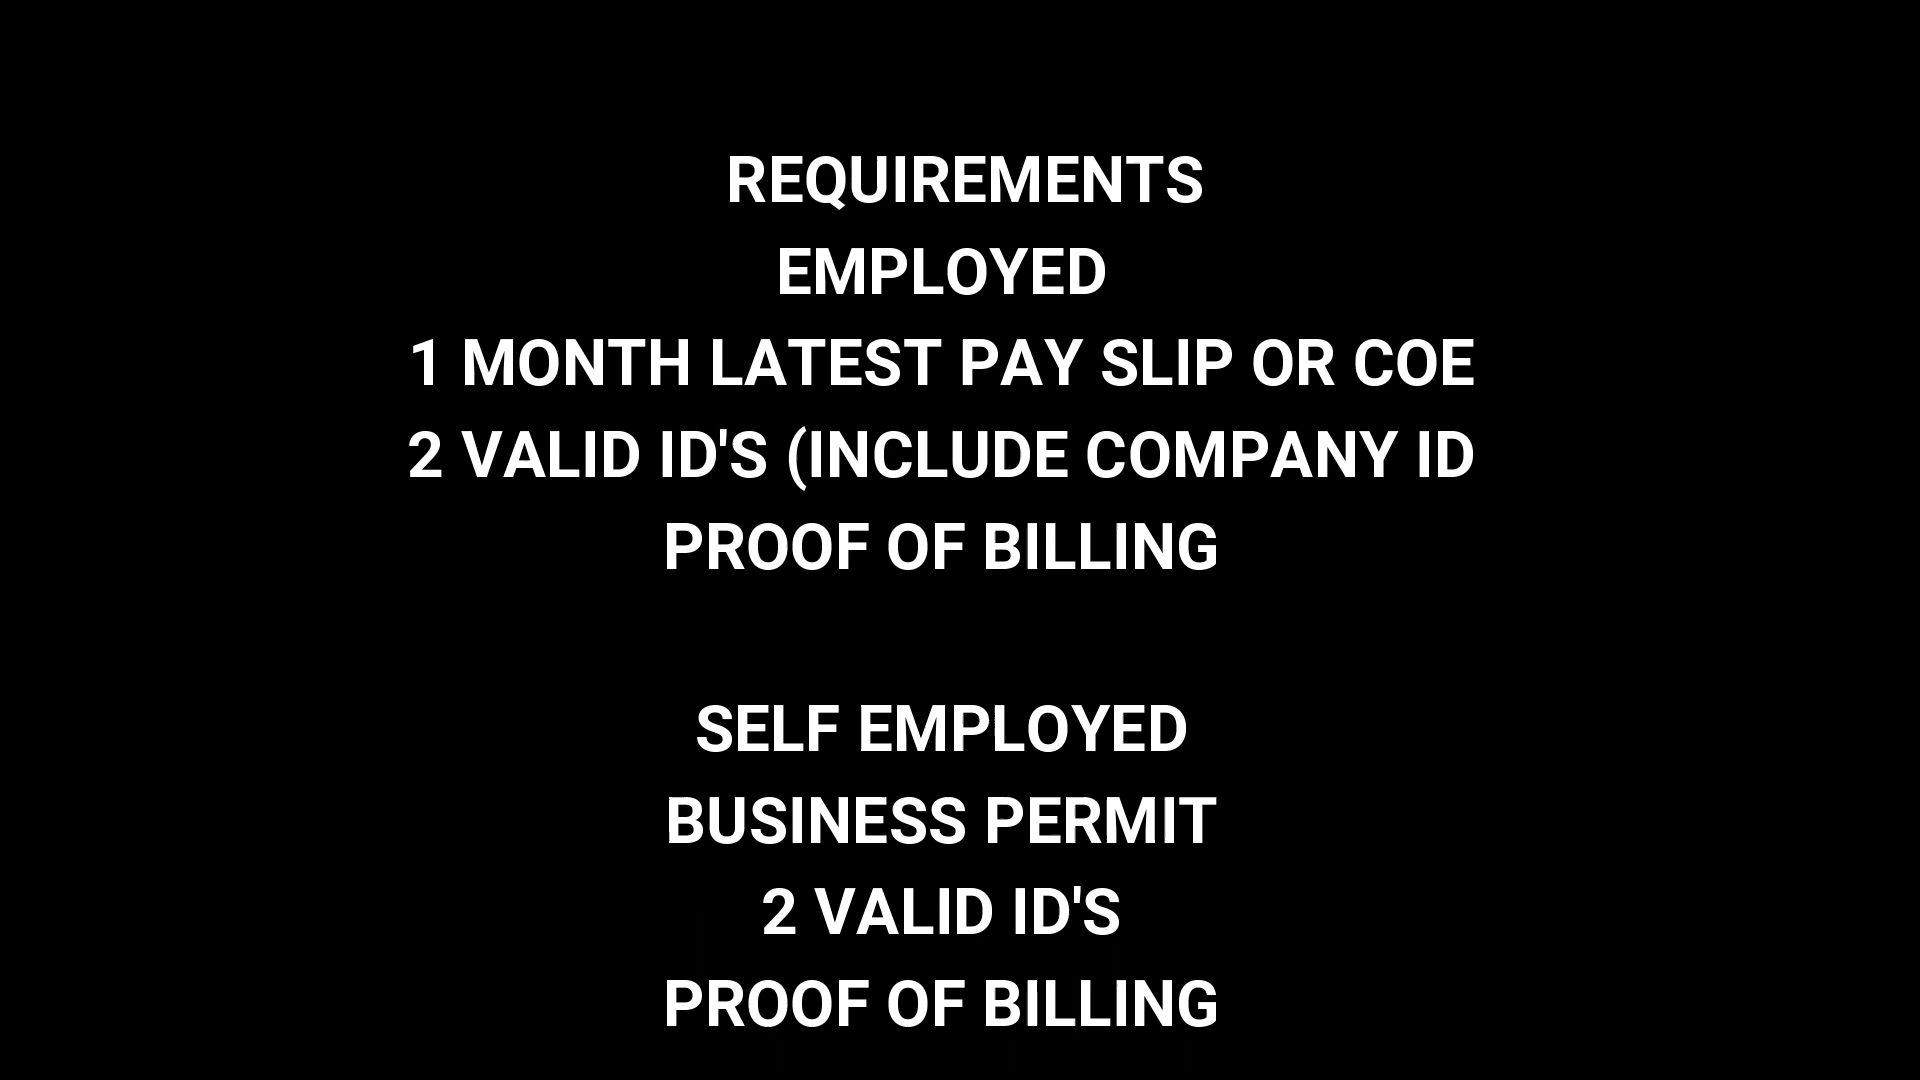 REQUIREMENTS
EMPLOYED
1 MONTH LATEST PAY SLIP OR COE
2 VALID ID'S (INCLUDE COMPANY ID
PROOF OF BILLING
SELF EMPLOYED
BUSINESS PERMIT
2 VALID ID'S
PROOF OF BILLING